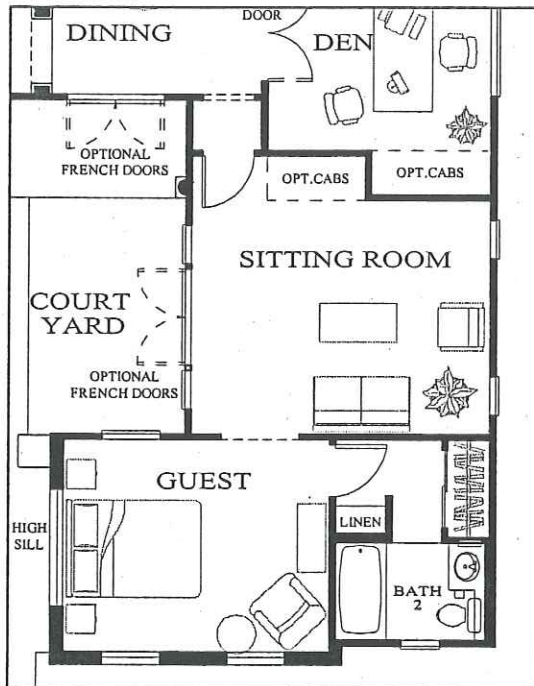 DOOR
DINING
DEN
OPTIONAL
FRENCH DOORS
OPT.CABS
OPT.CABS
SITTING ROOM
COURT
YARD
OPTIONAL
FRENCH DOORS
GUEST
HIGH
SILL
LINEN
BATH
2